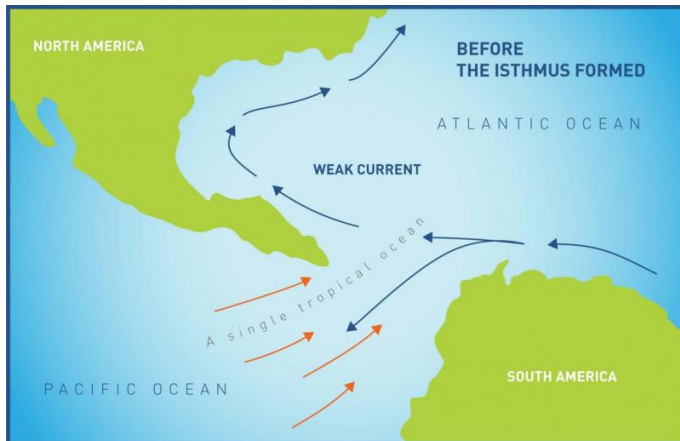 NORTH AMERICA
BEFORE
THE ISTHMUS FORMED
ATLANTIC OCEAN
WEAK CURRENT
A single tropical ocean
PACIFIC OCEAN
SOUTH AMERICA